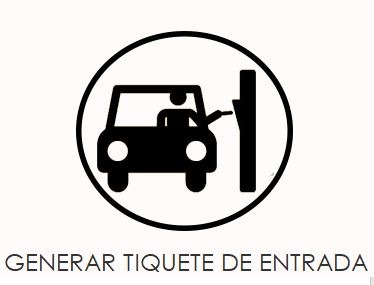 GENERAR TIQUETE DE ENTRADA